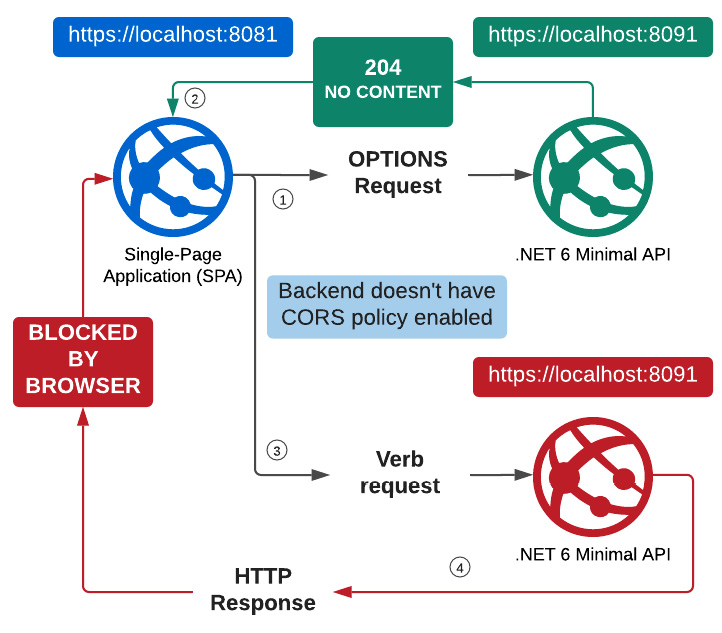 https://localhost:8081
https://localhost:8091
204
NO CONTENT
2
OPTIONS
Request
1
Single-Page
Application (SPA)
.NET 6 Minimal API
Backend doesn't have
CORS policy enabled
BLOCKED
BY
BROWSER
https://localhost:8091
3
Verb
request
.NET 6 Minimal API
4
HTTP
Response